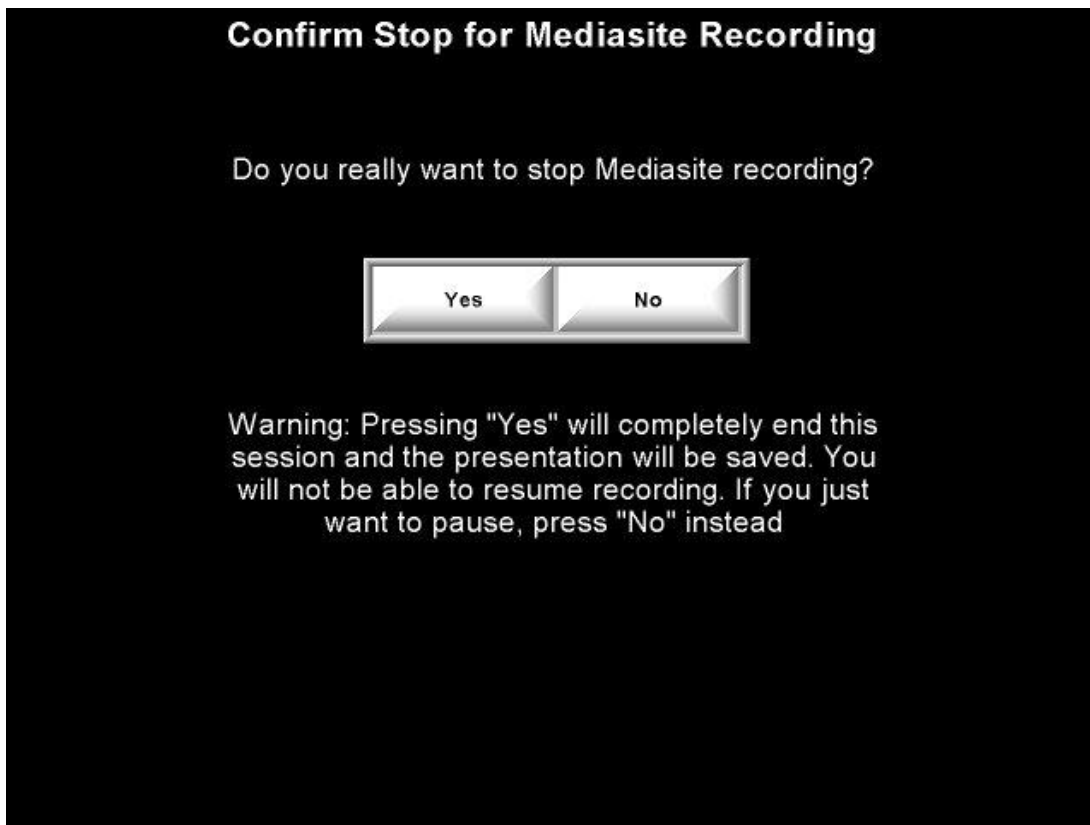 Confirm Stop for Mediasite Recording
Do you really want to stop Mediasite recording?
Yes No
Warning: Pressing "Yes" will completely end this
session and the presentation will be saved. You
will not be able to resume recording. If you just
want to pause, press "No" instead